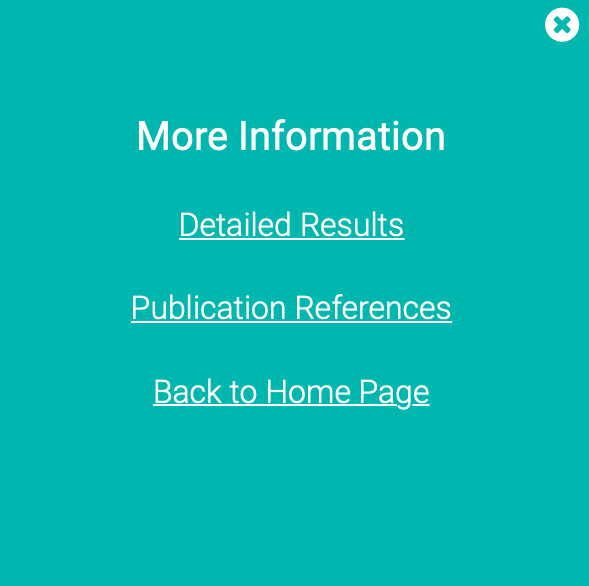 More Information
Detailed Results
Publication References
Back to Home Page